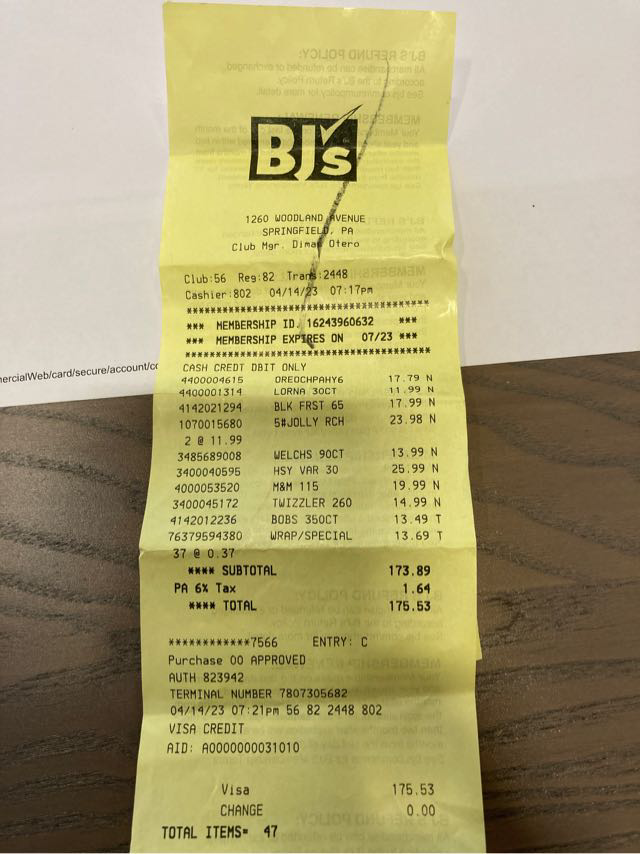 BJ's
1260 WOODLAND AVENUE
SPRINGFIELD, PA
Club Mgr. Dimas Otero
Club:56 Reg:82 Trans:2448
Cashier:802 04/14/23 07:17pm
*** MEMBERSHIP ID. 16243960632 ***
*** MEMBERSHIP EXPIRES ON 07/23 ***
CASH CREDT DBIT ONLY
4400004615 OREOCHPAHY6 17.79 N
4400001314 LORNA 30CT 11.99 N
4142021294 BLK FRST 65 17.99 N
1070015680 5#JOLLY RCH 23.98 N
2 @ 11.99
3485689008 WELCHS 90CT 13.99 N
3400040595 HSY VAR 30 25.99 N
4000053520 M&M 115 19.99 N
3400045172 TWIZZLER 260 14.99 N
4142012236 BOBS 350CT 13.49 T
76379594380 WRAP/SPECIAL 13.69 T
37 @ 0.37
**** SUBTOTAL 173.89
PA 6% Tax 1.64
**** TOTAL 175.53
************7566 ENTRY: C
Purchase 00 APPROVED
AUTH 823942
TERMINAL NUMBER 7807305682
04/14/23 07:21pm 56 82 2448 802
VISA CREDIT
AID: A0000000031010
Visa 175.53
CHANGE 0.00
TOTAL ITEMS= 47
ercialWeb/card/secure/account/co